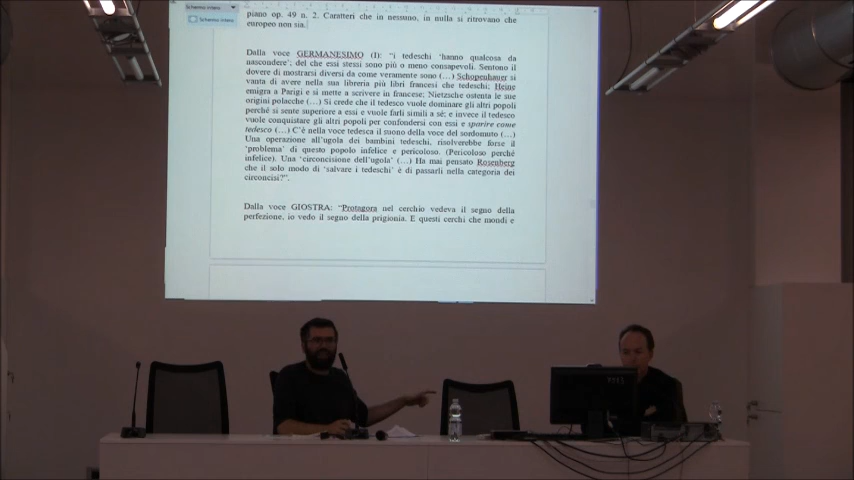 Schermo intero
Schermo intero
piano op. 49 n. 2. Caratteri che in nessuno, in nulla si ritrovano che
europeo non sia.
Dalla voce GERMANESIMO (I): “i tedeschi ‘hanno qualcosa da
nascondere’; del che essi stessi sono più o meno consapevoli. Sentono il
dovere di mostrarsi diversi da come veramente sono (...) Schopenhauer si
vanta di avere nella sua libreria più libri francesi che tedeschi; Heine
emigra a Parigi e si mette a scrivere in francese; Nietzsche ostenta le sue
origini polacche (...) Si crede che il tedesco vuole dominare gli altri popoli
perché si sente superiore a essi e vuole farli simili a sé; e invece il tedesco
vuole conquistare gli altri popoli per confondersi con essi e sparire come
tedesco (...) C’è nella voce tedesca il suono della voce del sordomuto (...)
Una operazione all’ugola dei bambini tedeschi, risolverebbe forse il
‘problema’ di questo popolo infelice e pericoloso. (Pericoloso perché
infelice). Una ‘circoncisione dell’ugola’ (...) Ha mai pensato Rosenberg
che il solo modo di ‘salvare i tedeschi’ è di passarli nella categoria dei
circoncisi?”.
Dalla voce GIOSTRA: “Protagora nel cerchio vedeva il segno della
perfezione, io vedo il segno della prigionia. E questi cerchi che mondi e